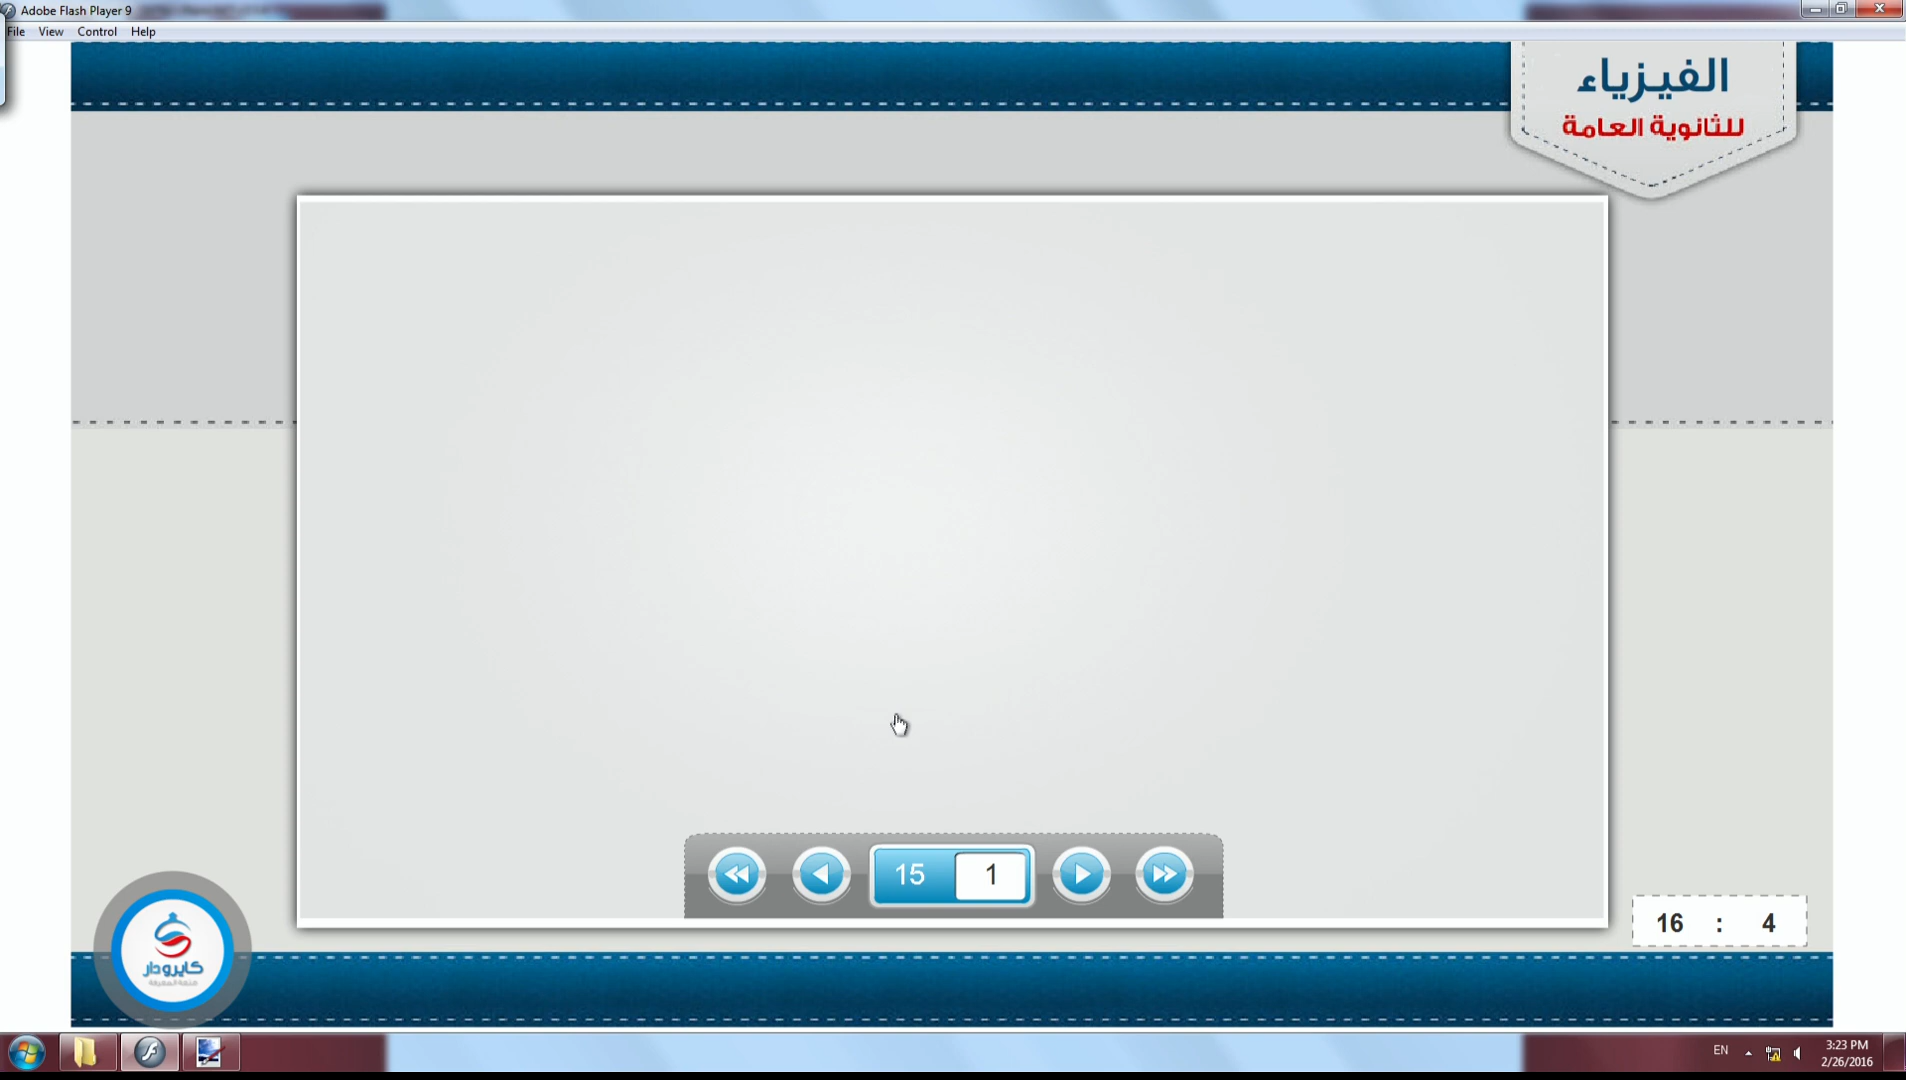 Adobe Flash Player 9
File View Control Help
الفيزياء
للثانوية العامة
15 1
16 : 4
كايرودار
EN
3:23 PM
2/26/2016